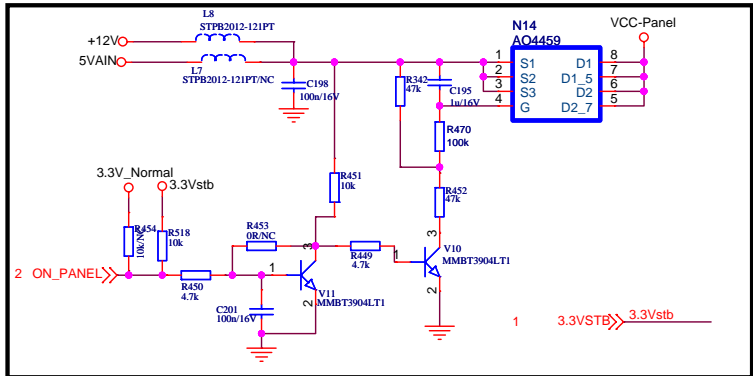 L8
STPB2012-121PT
+12V
5VAIN
L7
STPB2012-121PT/NC
C198
100n/16V
R342
47k
C195
1u/16V
R470
100k
N14
AO4459
VCC-Panel
1
2
3
4
S1
S2
S3
G
D1
D1_5
D2
D2_7
8
7
6
5
3.3V_Normal
3.3Vstb
R454
10k/NC
R518
10k
R451
10k
R452
47k
R453
0R/NC
3
R449
4.7k
1
3
V10
MMBT3904LT1
2
2 ON_PANEL
R450
4.7k
1
V11
MMBT3904LT1
2
C201
100n/16V
1 3.3VSTB 3.3Vstb